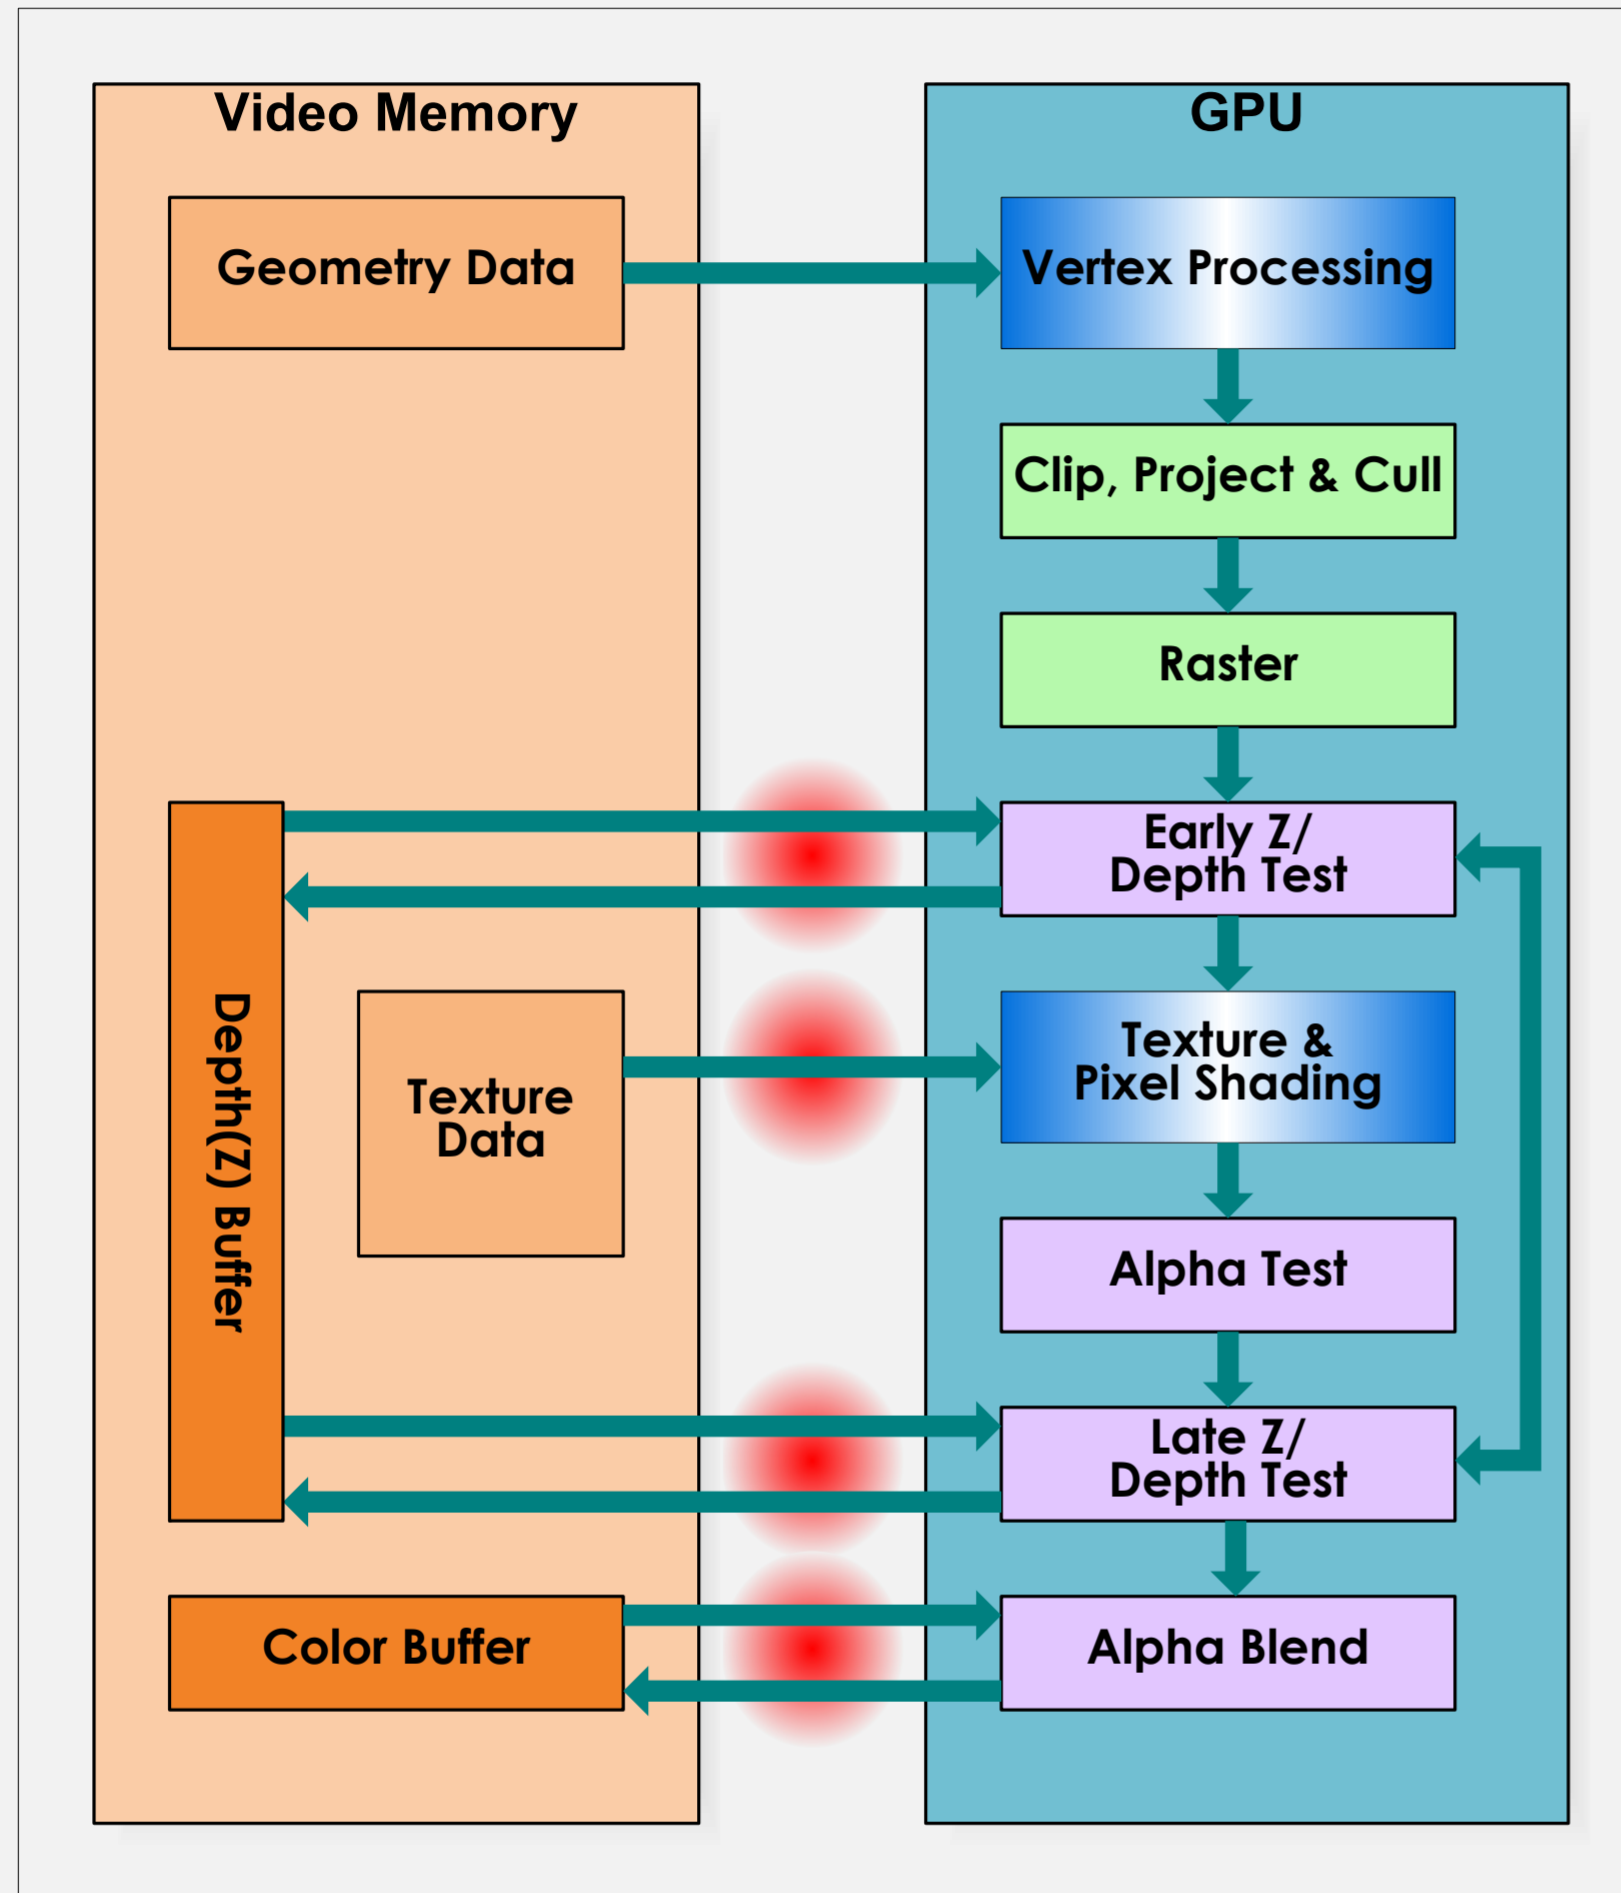 Video Memory
GPU
Geometry Data
Vertex Processing
Clip, Project & Cull
Raster
Early Z/
Depth Test
Depth(Z) Buffer
Texture
Data
Texture &
Pixel Shading
Alpha Test
Late Z/
Depth Test
Color Buffer
Alpha Blend